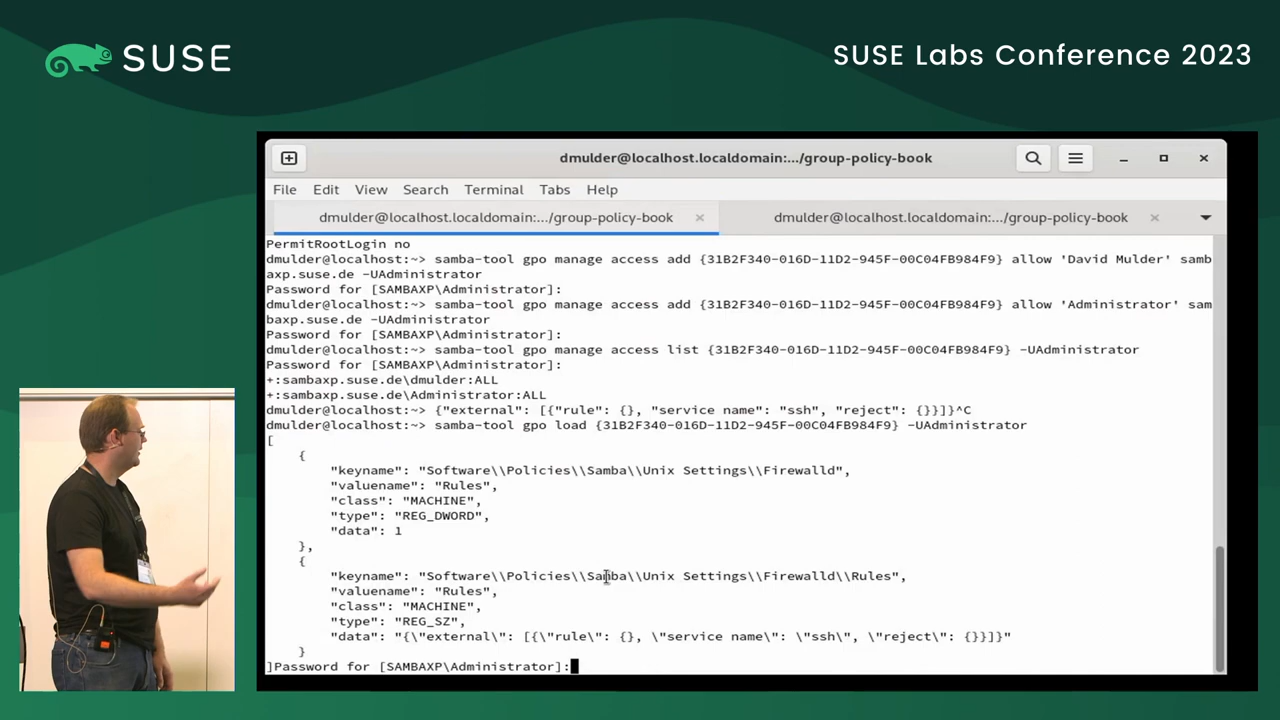 SUSE
SUSE Labs Conference 2023
dmulder@localhost.localdomain:.../group-policy-book
File Edit View Search Terminal Tabs Help
dmulder@localhost.localdomain:.../group-policy-book dmulder@localhost.localdomain:.../group-policy-book
PermitRootLogin no
dmulder@localhost:~> samba-tool gpo manage access add {31B2F340-016D-11D2-945F-00C04FB984F9} allow 'David Mulder' samb
axp.suse.de -UAdministrator
Password for [SAMBAXP\Administrator]:
dmulder@localhost:~> samba-tool gpo manage access add {31B2F340-016D-11D2-945F-00C04FB984F9} allow 'Administrator' sam
baxp.suse.de -UAdministrator
Password for [SAMBAXP\Administrator]:
dmulder@localhost:~> samba-tool gpo manage access list {31B2F340-016D-11D2-945F-00C04FB984F9} -UAdministrator
Password for [SAMBAXP\Administrator]:
+:sambaxp.suse.de\dmulder:ALL
+:sambaxp.suse.de\Administrator:ALL
dmulder@localhost:~> {"external": [{"rule": {}, "service name": "ssh", "reject": {}}]}^C
dmulder@localhost:~> samba-tool gpo load {31B2F340-016D-11D2-945F-00C04FB984F9} -UAdministrator
[
{
"keyname": "Software\\Policies\\Samba\\Unix Settings\\Firewalld",
"valuename": "Rules",
"class": "MACHINE",
"type": "REG_DWORD",
"data": 1
},
{
"keyname": "Software\\Policies\\Samba\\Unix Settings\\Firewalld\\Rules",
"valuename": "Rules",
"class": "MACHINE",
"type": "REG_SZ",
"data": "{\"external\": [{\"rule\": {}, \"service name\": \"ssh\", \"reject\": {}}]}"
}
]Password for [SAMBAXP\Administrator]: